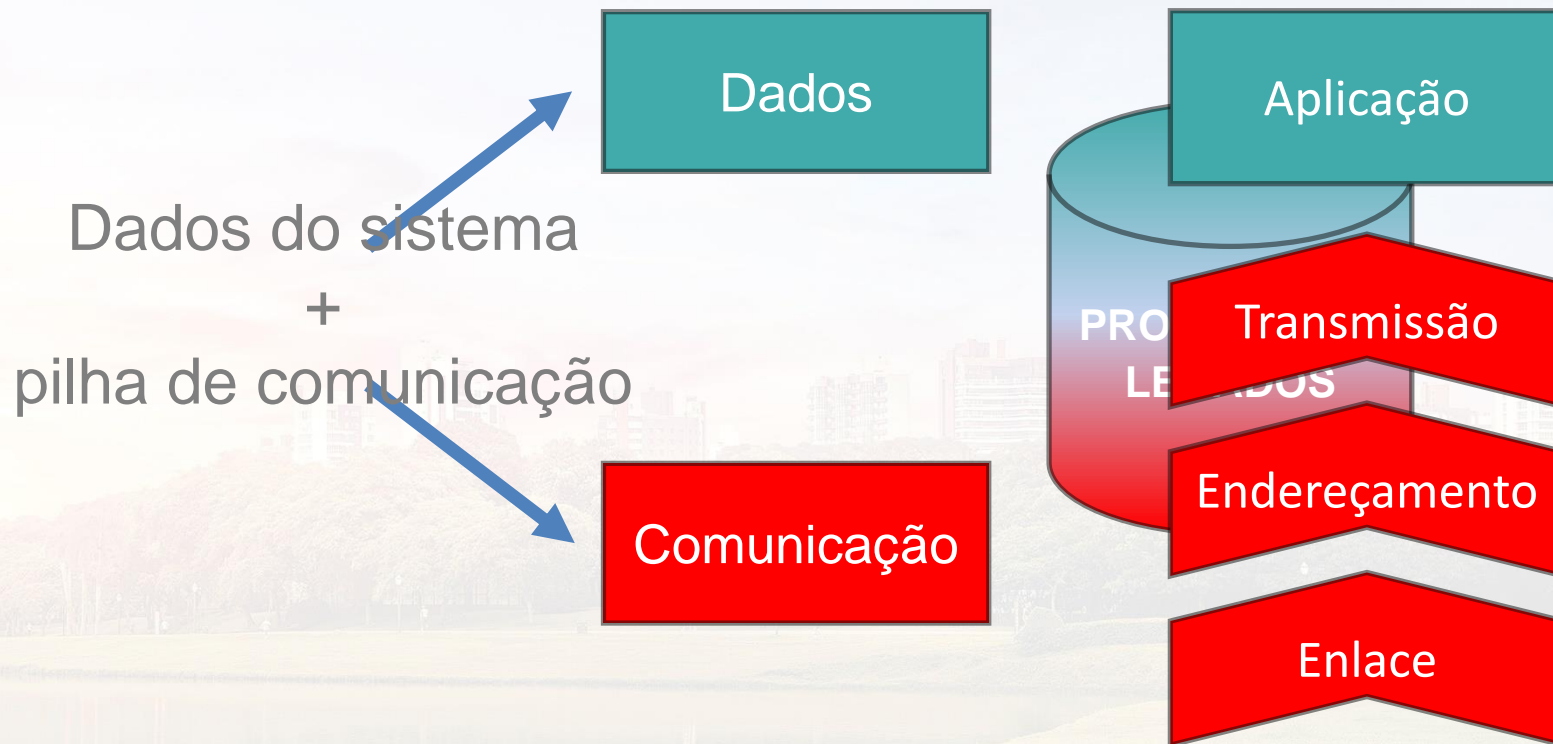 Dados do sistema
+
pilha de comunicação
Dados
Comunicação
Aplicação
Transmissão
Endereçamento
Enlace